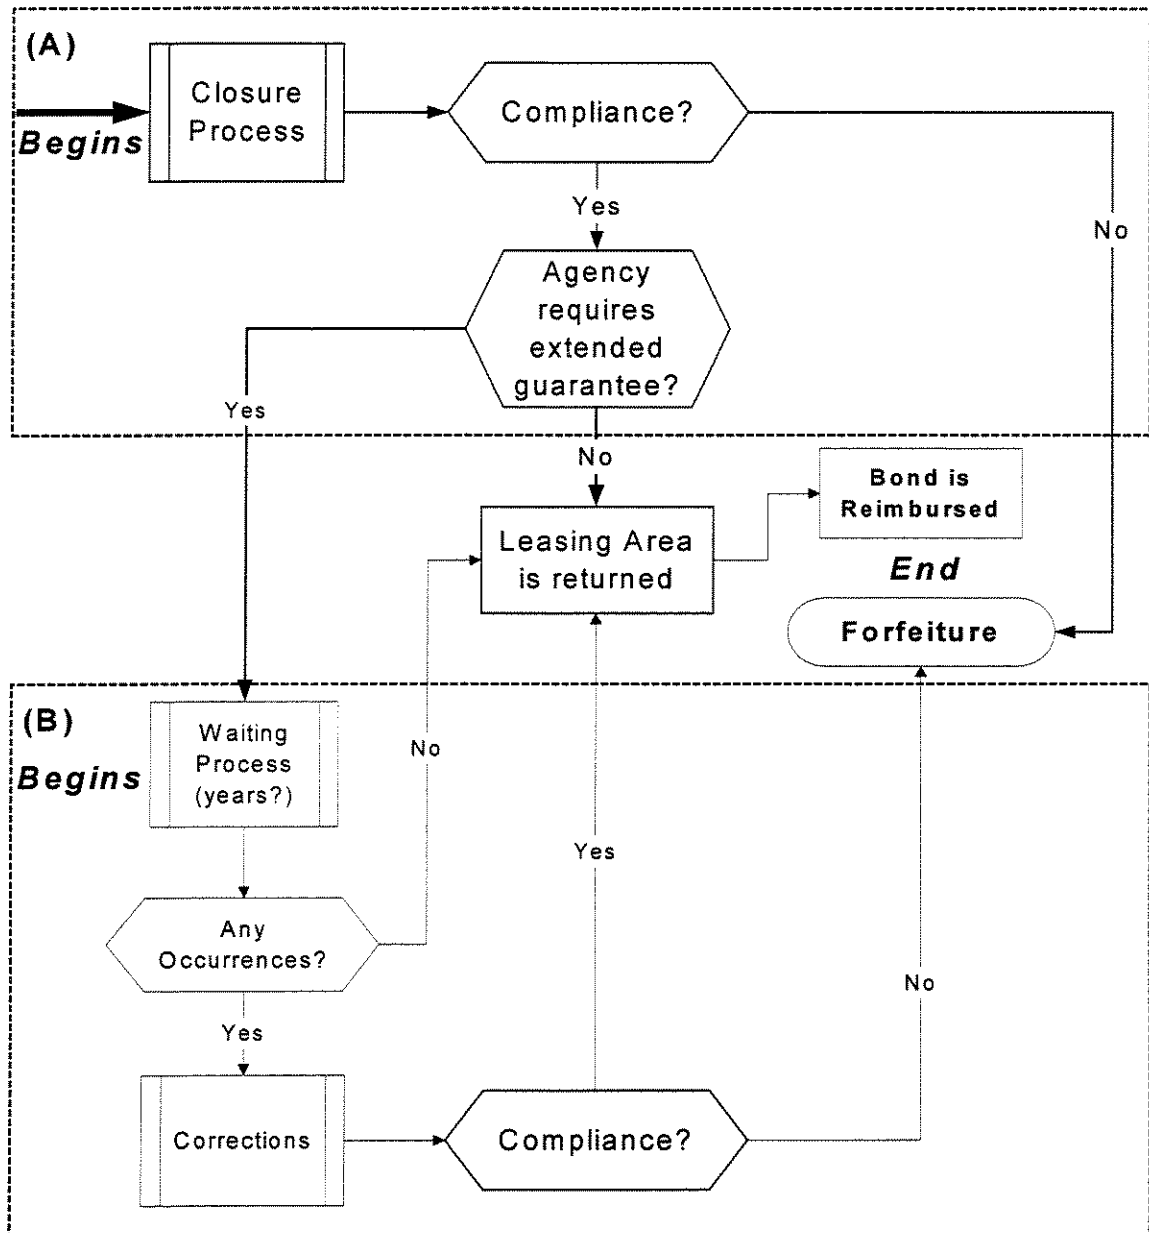 (A)
Begins
Closure
Process
Compliance?
Yes
No
Agency
requires
extended
guarantee?
Yes
No
Leasing Area
is returned
Bond is
Reimbursed
End
Forfeiture
(B)
Begins
Waiting
Process
(years?)
No
Yes
Any
Occurrences?
No
Yes
Corrections
Compliance?